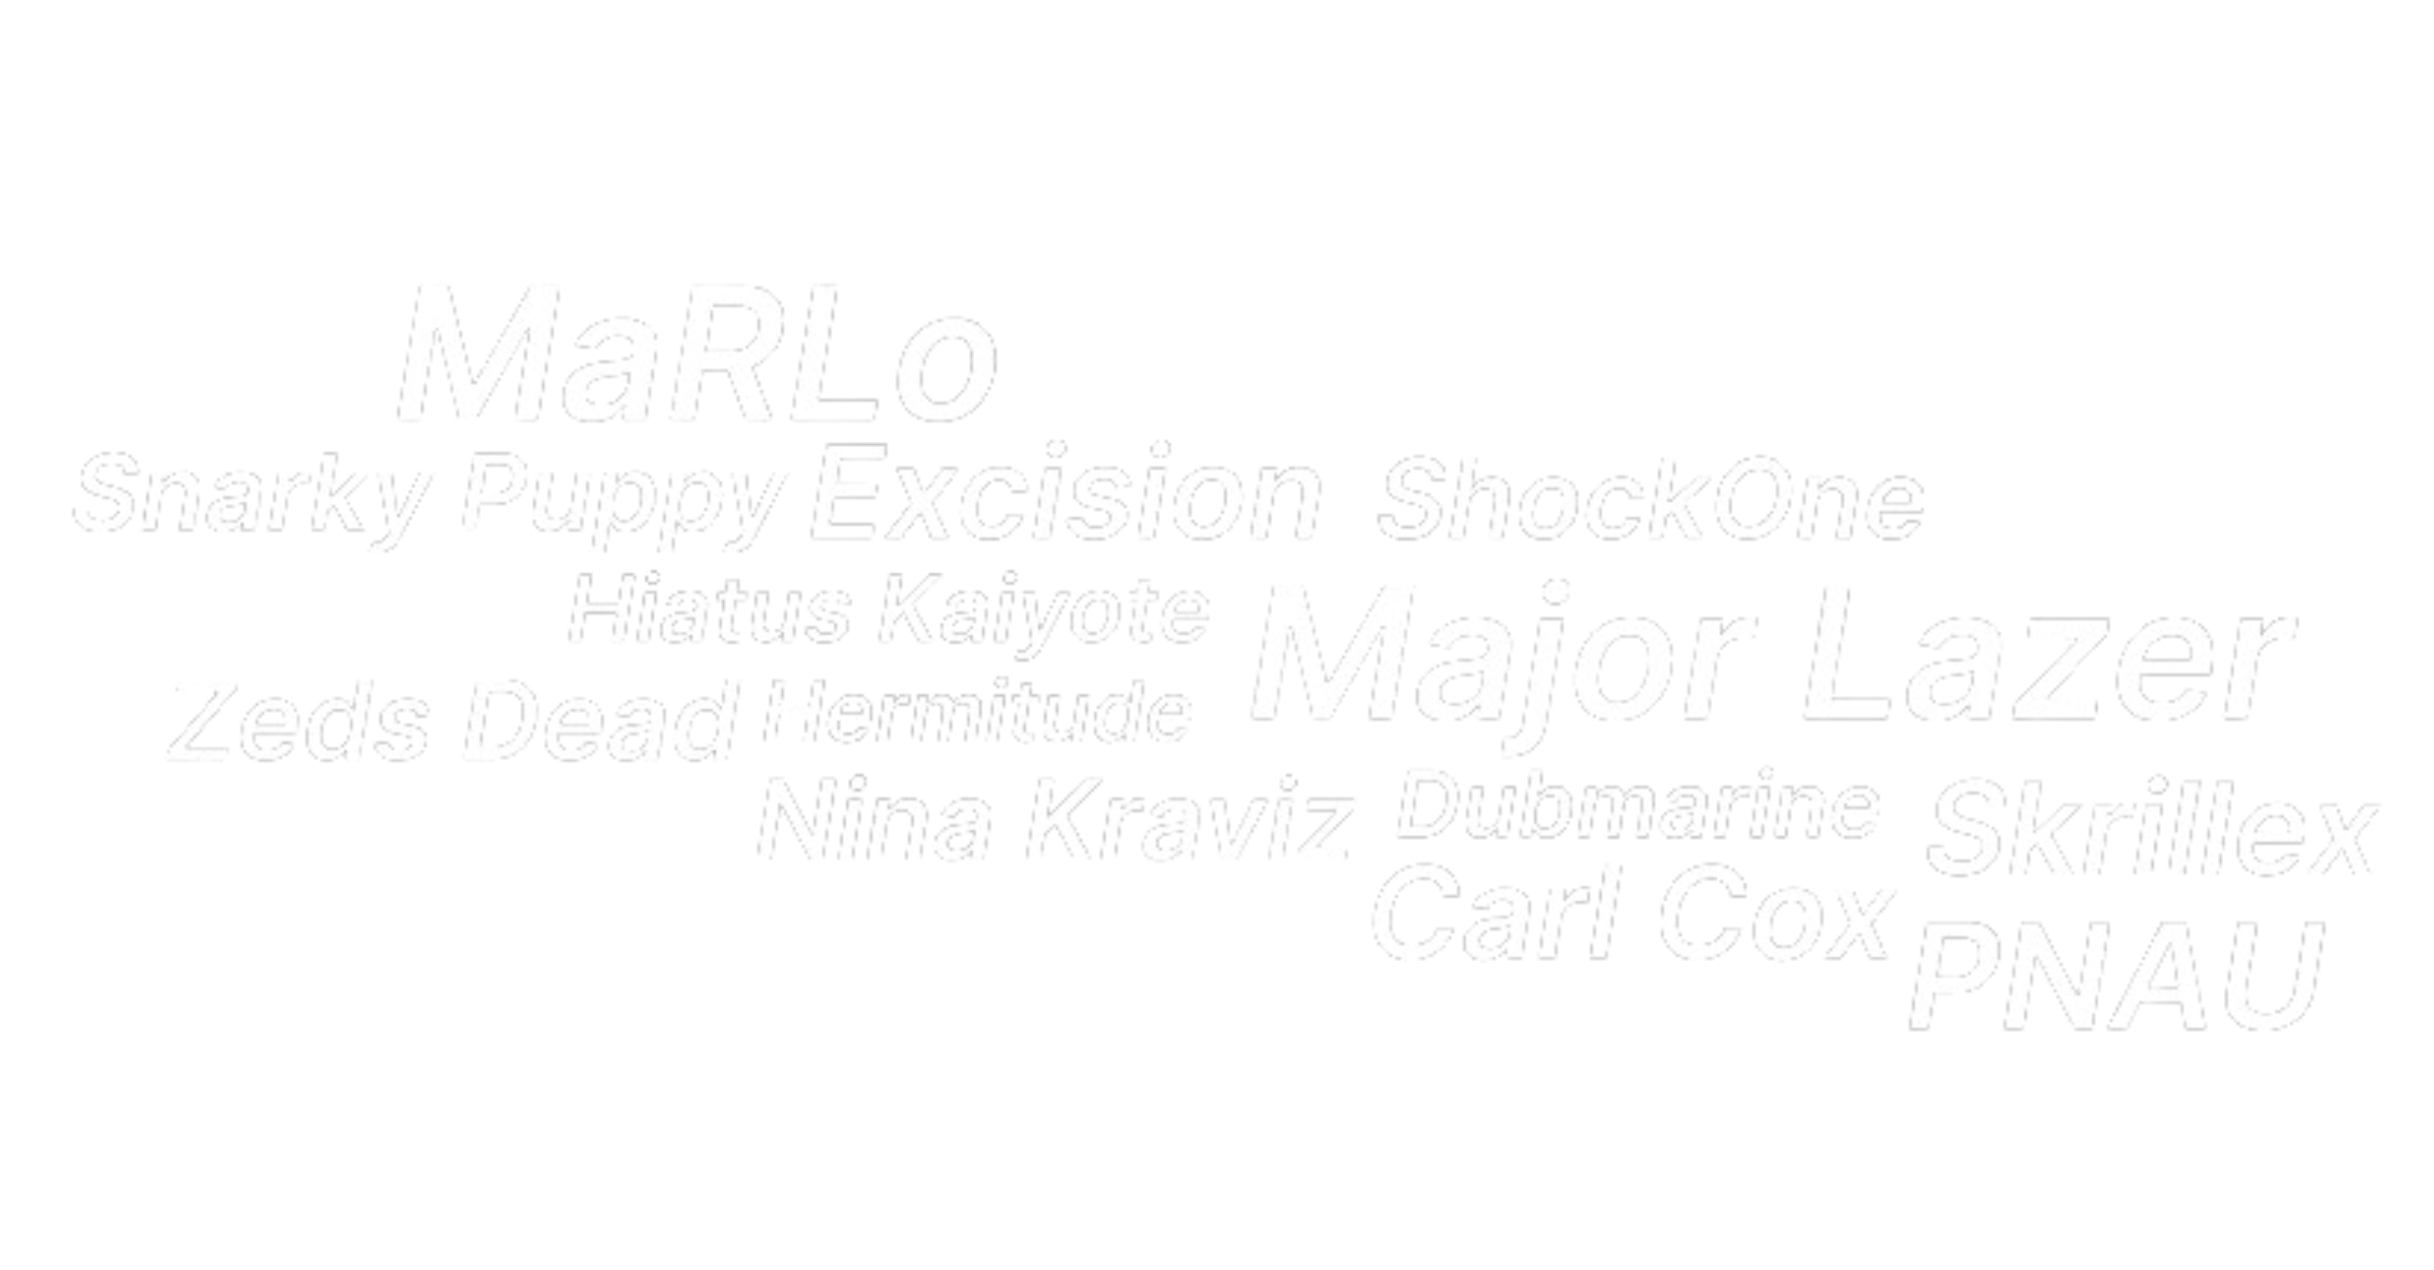 MaRLo
Snarky Puppy Excision ShockOne
Hiatus Kaiyote Major Lazer
Zeds Dead Hermitude
Nina Kraviz Dubmarine Skrillex
Carl Cox PNAU